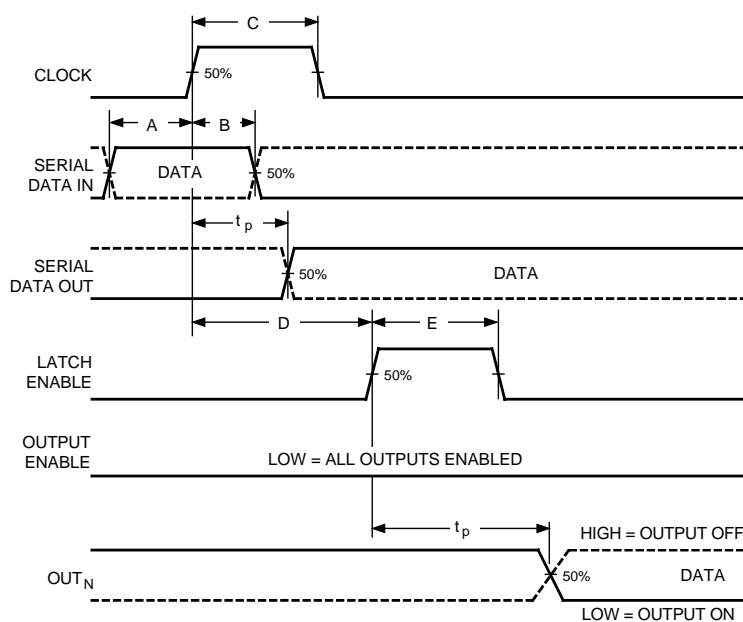 C
CLOCK
50%
A
B
SERIAL
DATA IN
DATA
50%
t p
SERIAL
DATA OUT
50%
DATA
D
E
LATCH
ENABLE
50%
OUTPUT
ENABLE
LOW = ALL OUTPUTS ENABLED
t p
HIGH = OUTPUT OFF
OUT N
50%
DATA
LOW = OUTPUT ON